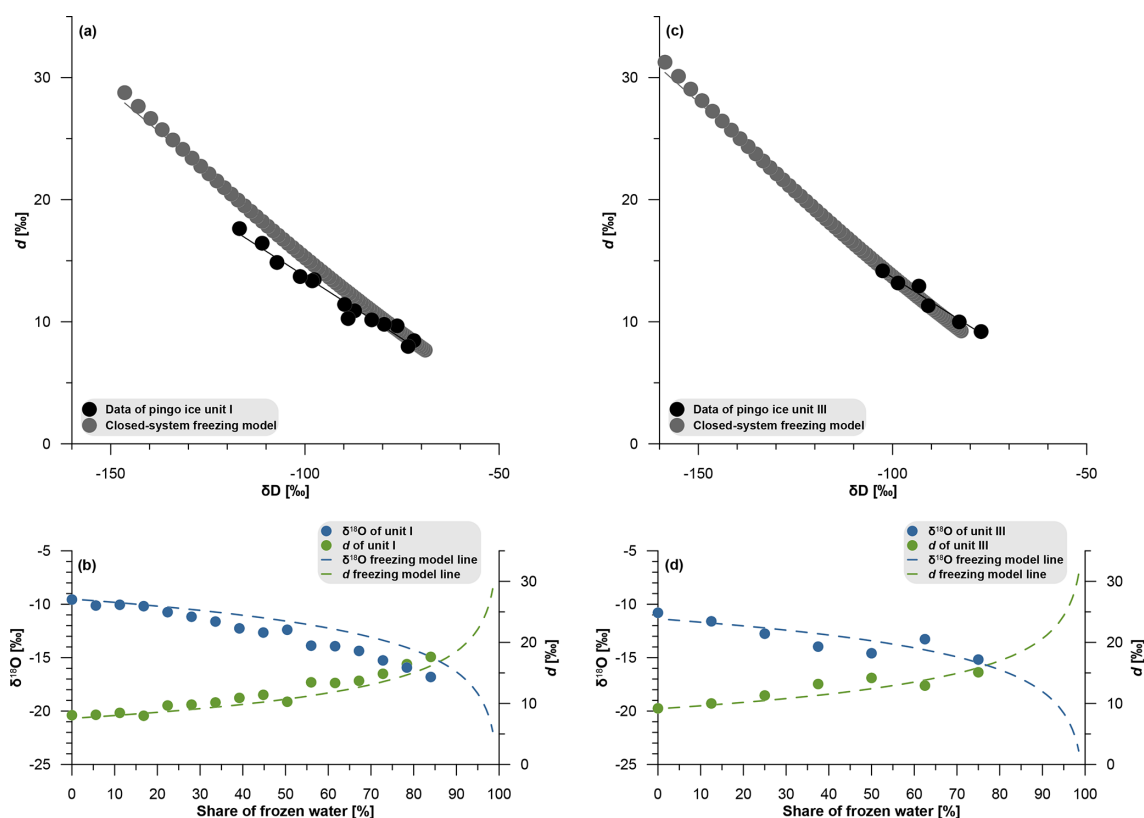 (a)
30
20
10
0
d [‰]
Data of pingo ice unit I
Closed-system freezing model
-150
-100
-50
δD [‰]
(c)
30
20
10
0
d [‰]
Data of pingo ice unit III
Closed-system freezing model
-150
-100
-50
δD [‰]
δ¹⁸O of unit I
d of unit I
δ¹⁸O freezing model line
d freezing model line
(b)
-5
-10
-15
-20
-25
δ¹⁸O [‰]
30
20
10
0
d [‰]
0 10 20 30 40 50 60 70 80 90 100
Share of frozen water [%]
δ¹⁸O of unit III
d of unit III
δ¹⁸O freezing model line
d freezing model line
(d)
-5
-10
-15
-20
-25
δ¹⁸O [‰]
30
20
10
0
d [‰]
0 10 20 30 40 50 60 70 80 90 100
Share of frozen water [%]